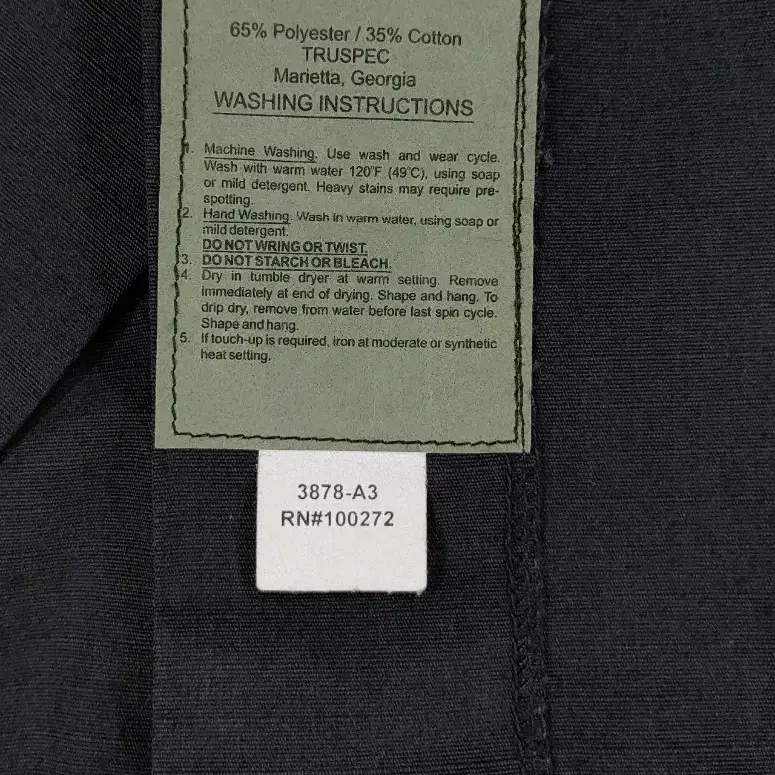 65% Polyester / 35% Cotton
TRUSPEC
Marietta, Georgia
WASHING INSTRUCTIONS
1. Machine Washing. Use wash and wear cycle.
Wash with warm water 120°F (49°C), using soap
or mild detergent. Heavy stains may require pre-
spotting.
2. Hand Washing. Wash in warm water, using soap or
mild detergent.
DO NOT WRING OR TWIST.
3. DO NOT STARCH OR BLEACH.
4. Dry in tumble dryer at warm setting. Remove
immediately at end of drying. Shape and hang. To
drip dry, remove from water before last spin cycle.
Shape and hang.
5. If touch-up is required, iron at moderate or synthetic
heat setting.
3878-A3
RN#100272